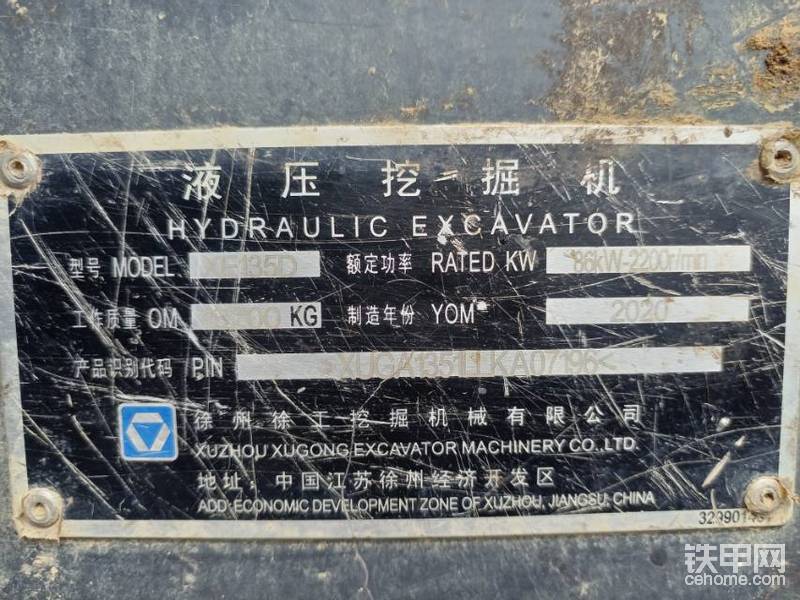 液压挖掘机
HYDRAULIC EXCAVATOR
型号 MODEL XE135D 额定功率 RATED KW 86kW-2200r/min
工作质量 OM KG 制造年份 YOM 2020
产品识别代码 PIN
徐州徐工挖掘机械有限公司
XUZHOU XUGONG EXCAVATOR MACHINERY CO.,LTD
地址: 中国江苏徐州经济开发区
ADD: ECONOMIC DEVELOPMENT ZONE OF XUZHOU, JIANGSU, CHINA
铁甲网
cehome.com